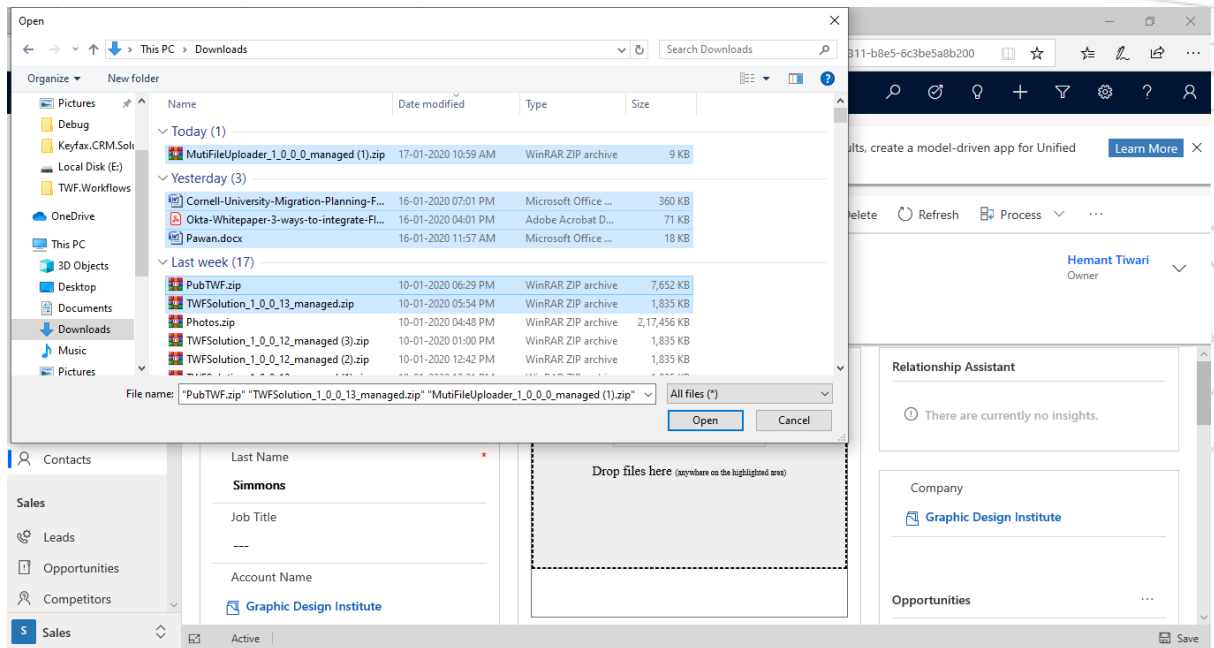 Open
This PC > Downloads
Search Downloads
311-b8e5-6c3be5a8b200
Organize
New folder
Pictures
Debug
Keyfax.CRM.Solu
Local Disk (E:)
TWF.Workflows
OneDrive
This PC
3D Objects
Desktop
Documents
Downloads
Music
Pictures
Name Date modified Type Size
Today (1)
MutiFileUploader_1_0_0_0_managed (1).zip 17-01-2020 10:59 AM WinRAR ZIP archive 9 KB
Yesterday (3)
Cornell-University-Migration-Planning-F... 16-01-2020 07:01 PM Microsoft Office ... 360 KB
Okta-Whitepaper-3-ways-to-integrate-Fl... 16-01-2020 04:01 PM Adobe Acrobat D... 71 KB
Pawan.docx 16-01-2020 11:57 AM Microsoft Office ... 18 KB
Last week (17)
PubTWF.zip 10-01-2020 06:29 PM WinRAR ZIP archive 7,652 KB
TWFSolution_1_0_0_13_managed.zip 10-01-2020 05:54 PM WinRAR ZIP archive 1,835 KB
Photos.zip 10-01-2020 04:48 PM WinRAR ZIP archive 2,17,456 KB
TWFSolution_1_0_0_12_managed (3).zip 10-01-2020 01:00 PM WinRAR ZIP archive 1,835 KB
TWFSolution_1_0_0_12_managed (2).zip 10-01-2020 12:42 PM WinRAR ZIP archive 1,835 KB
File name: "PubTWF.zip" "TWFSolution_1_0_0_13_managed.zip" "MutiFileUploader_1_0_0_0_managed (1).zip"
All files (*)
Open Cancel
ults, create a model-driven app for Unified
Learn More
elete Refresh Process ...
Hemant Tiwari
Owner
Relationship Assistant
There are currently no insights.
Contacts
Sales
Leads
Opportunities
Competitors
S Sales
Last Name *
Simmons
Job Title
---
Account Name
Graphic Design Institute
Drop files here (anywhere on the highlighted area)
Company
Graphic Design Institute
Opportunities ...
Active
Save